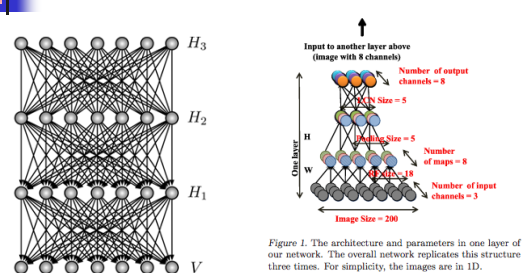 H3
H2
H1
V
Input to another layer above
(image with 8 channels)
Number of output
channels = 8
LCN Size = 5
Pooling Size = 5
Number
of maps = 8
RF size = 18
Number of input
channels = 3
One layer
H
W
Image Size = 200
Figure 1. The architecture and parameters in one layer of
our network. The overall network replicates this structure
three times. For simplicity, the images are in 1D.